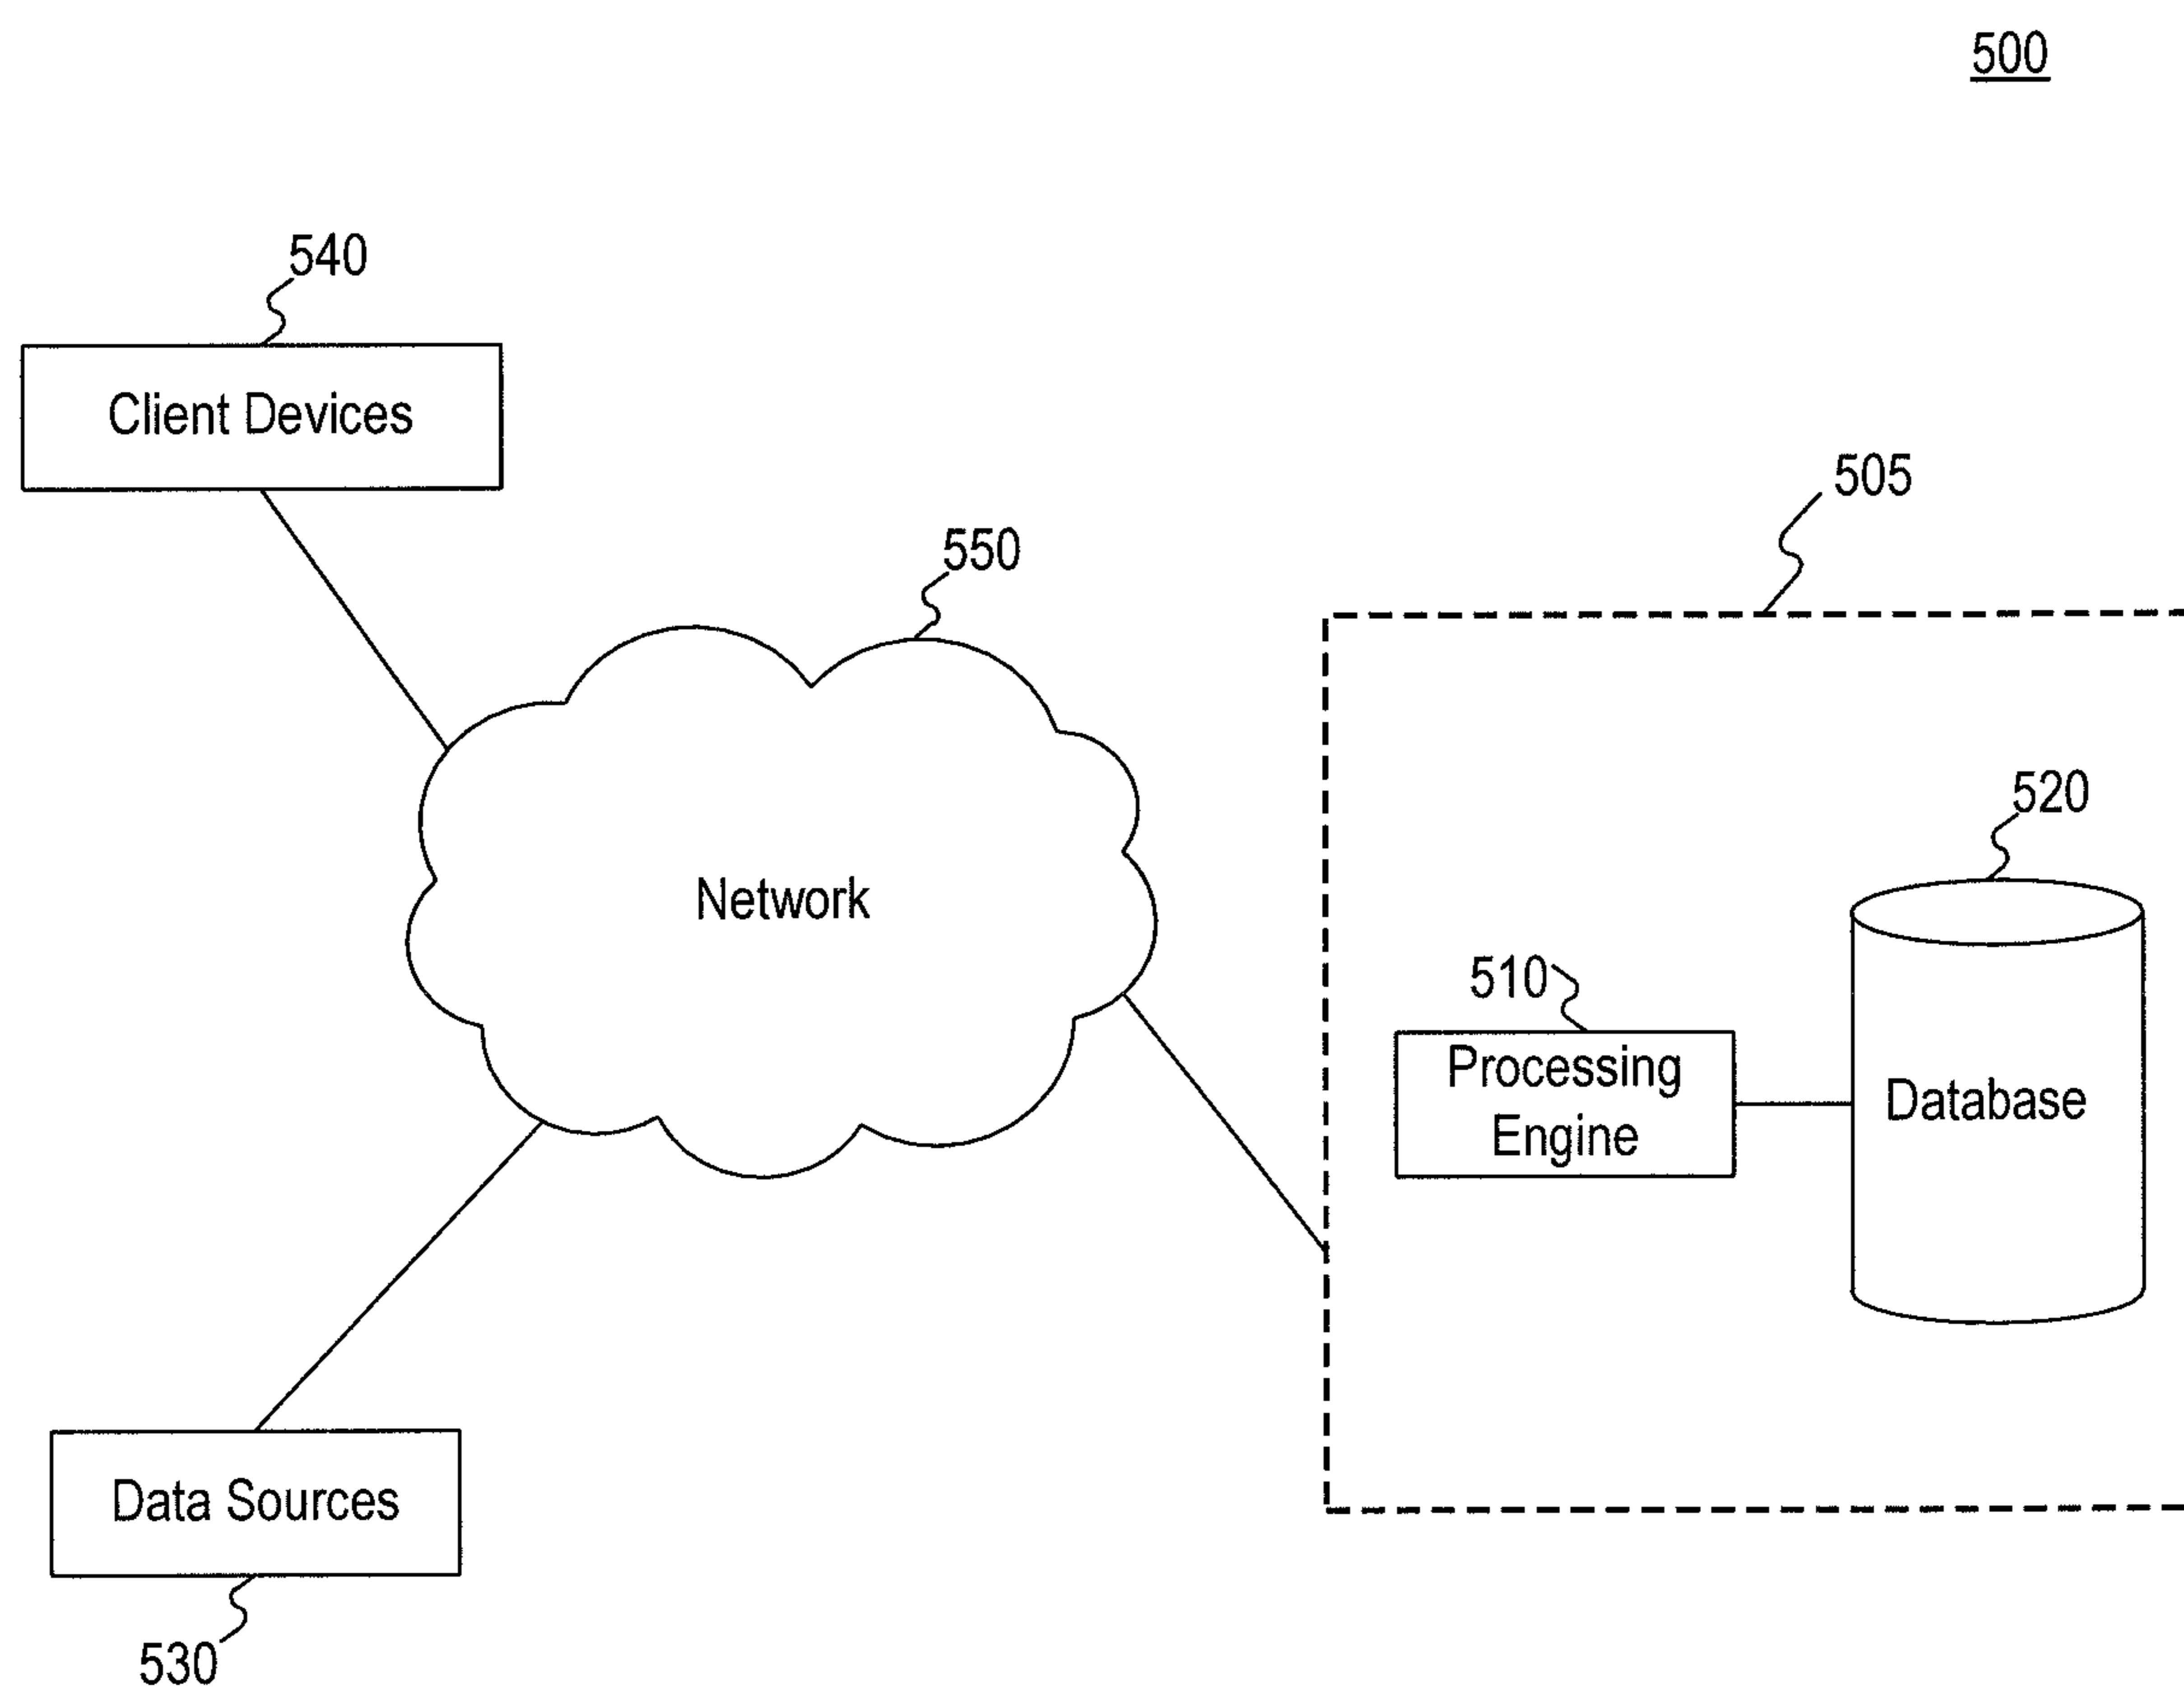 500
540
Client Devices
505
550
520
Network
510
Processing
Engine
Database
Data Sources
530